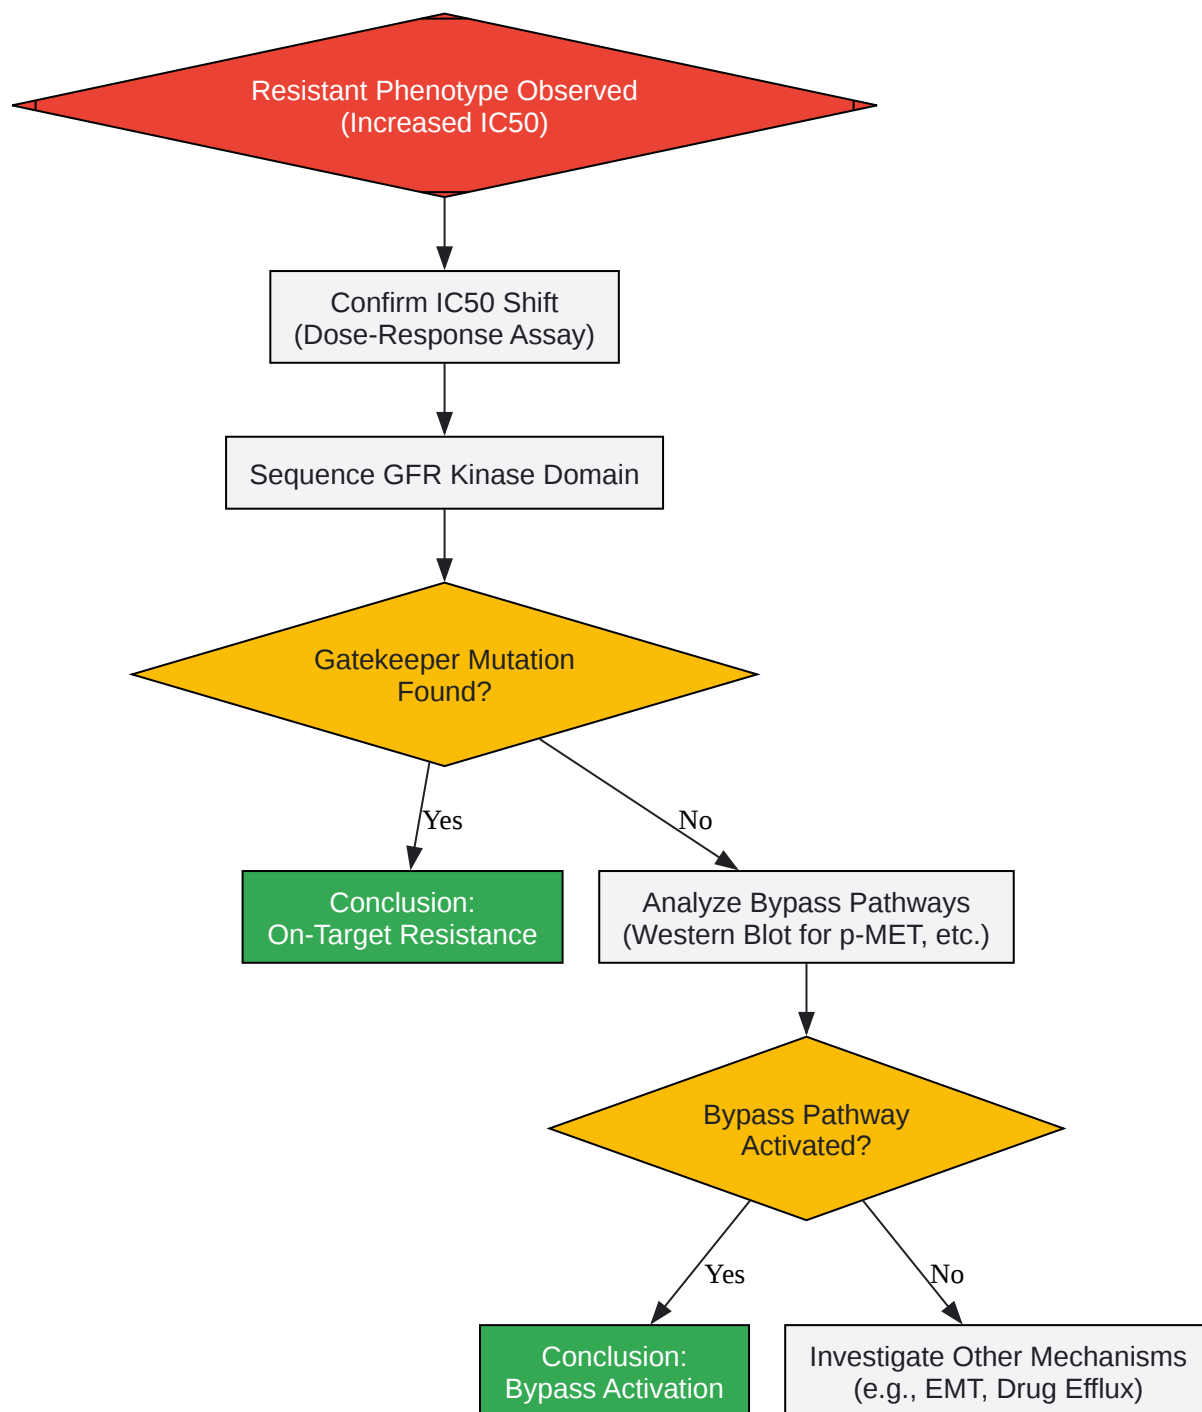 Resistant Phenotype Observed
(Increased IC50)
Confirm IC50 Shift
(Dose-Response Assay)
Sequence GFR Kinase Domain
Gatekeeper Mutation
Found?
Yes
No
Conclusion:
On-Target Resistance
Analyze Bypass Pathways
(Western Blot for p-MET, etc.)
Bypass Pathway
Activated?
Yes
No
Conclusion:
Bypass Activation
Investigate Other Mechanisms
(e.g., EMT, Drug Efflux)